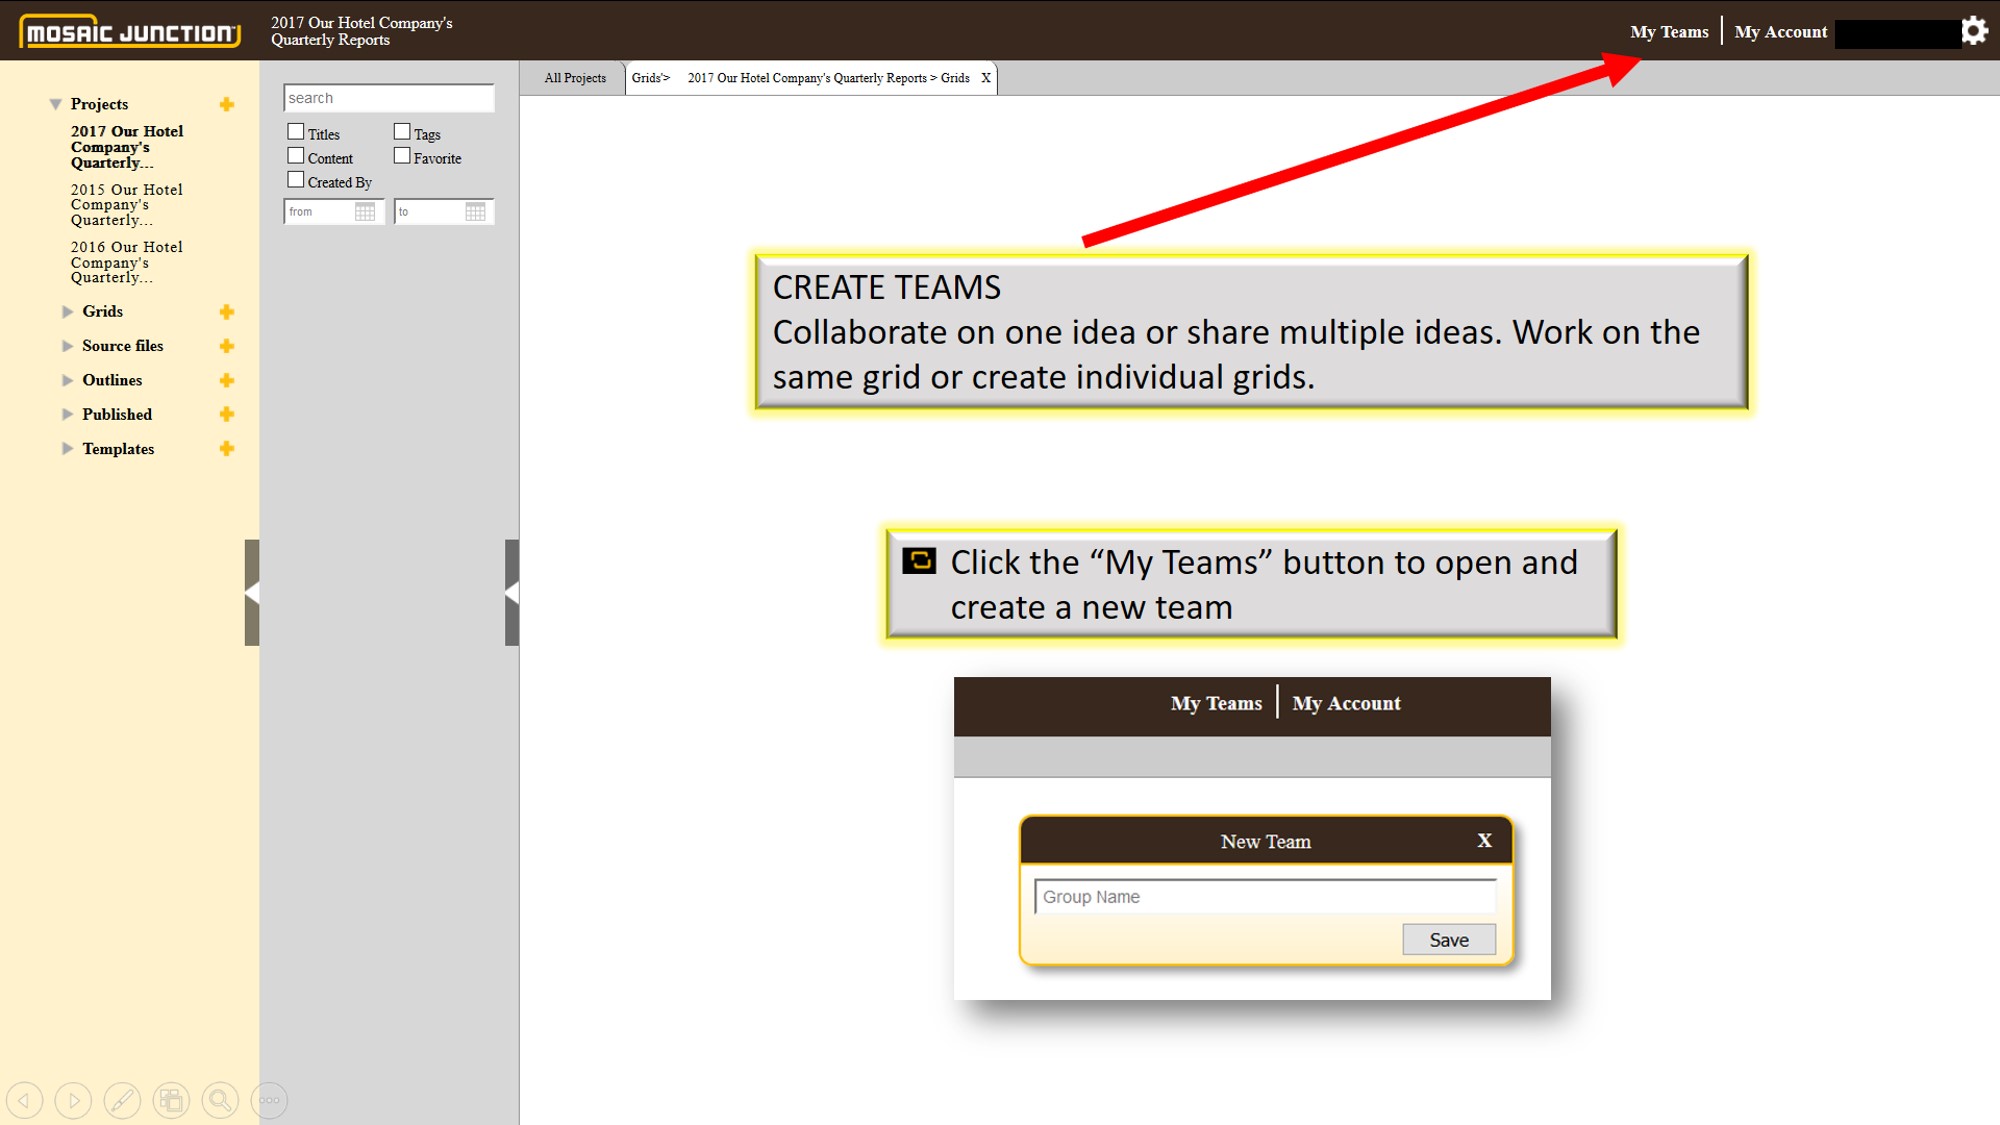 MOSAIC JUNCTION
2017 Our Hotel Company's
Quarterly Reports
My Teams
My Account
Projects
2017 Our Hotel
Company's
Quarterly...
2015 Our Hotel
Company's
Quarterly...
2016 Our Hotel
Company's
Quarterly...
Grids
Source files
Outlines
Published
Templates
search
Titles
Tags
Content
Favorite
Created By
from
to
All Projects
Grids'> 2017 Our Hotel Company's Quarterly Reports > Grids X
CREATE TEAMS
Collaborate on one idea or share multiple ideas. Work on the
same grid or create individual grids.
Click the “My Teams” button to open and
create a new team
My Teams
My Account
New Team X
Group Name
Save